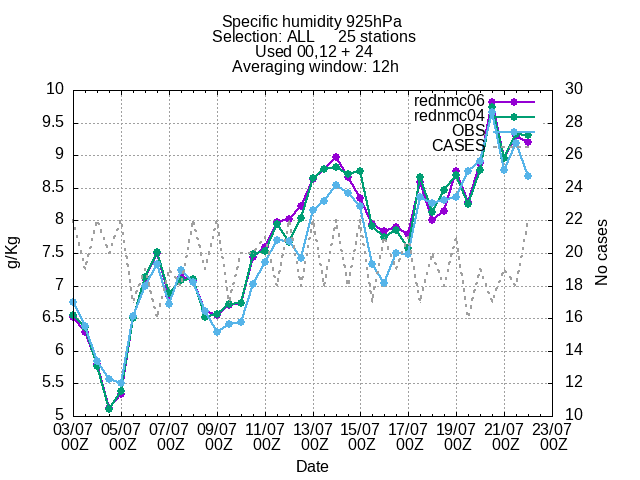 Specific humidity 925hPa
Selection: ALL 25 stations
Used 00,12 + 24
Averaging window: 12h
10 30
9.5 28
9 26
8.5 24
8 22
7.5 20
7 18
6.5 16
6 14
5.5 12
5 10
rednmc06
rednmc04
OBS
CASES
g/Kg
No cases
03/07 05/07 07/07 09/07 11/07 13/07 15/07 17/07 19/07 21/07 23/07
00Z 00Z 00Z 00Z 00Z 00Z 00Z 00Z 00Z 00Z 00Z
Date